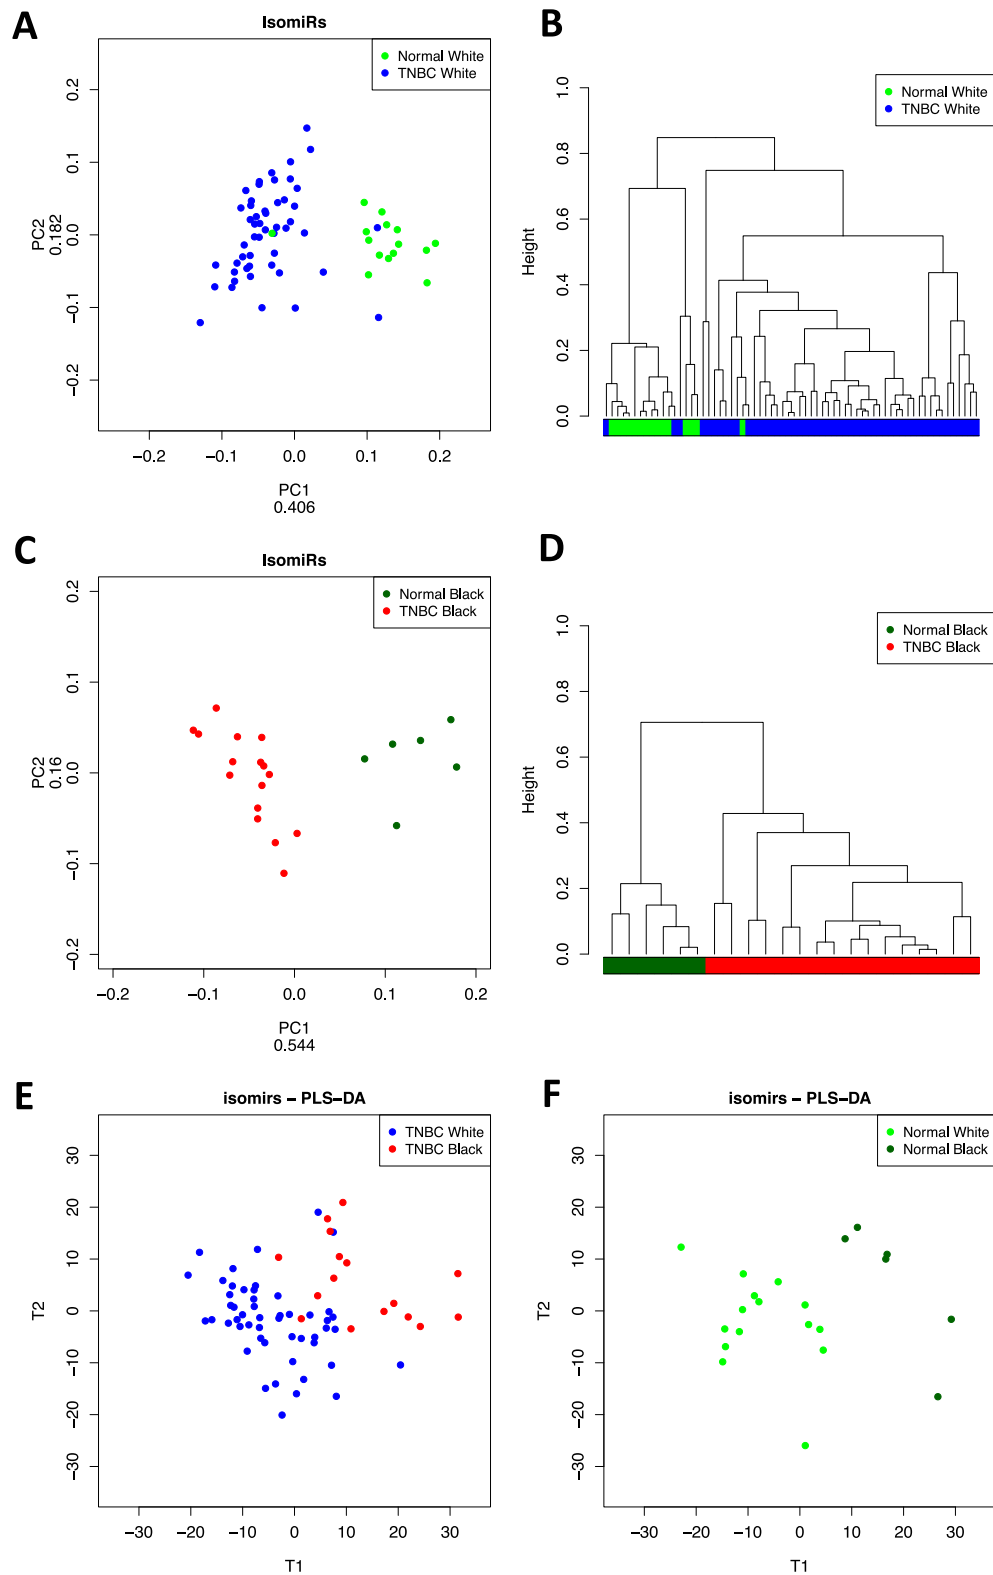 A
IsomiRs
Normal White
TNBC White
0.2
0.1
0.0
−0.1
−0.2
PC2
0.182
−0.2 −0.1 0.0 0.1 0.2
PC1
0.406
B
Normal White
TNBC White
1.0
0.8
0.6
0.4
0.2
0.0
Height
C
IsomiRs
Normal Black
TNBC Black
0.2
0.1
0.0
−0.1
−0.2
PC2
0.16
−0.2 −0.1 0.0 0.1 0.2
PC1
0.544
D
Normal Black
TNBC Black
1.0
0.8
0.6
0.4
0.2
0.0
Height
E
isomirs − PLS−DA
TNBC White
TNBC Black
30
20
10
0
−10
−20
−30
T2
−30 −20 −10 0 10 20 30
T1
F
isomirs − PLS−DA
Normal White
Normal Black
30
20
10
0
−10
−20
−30
T2
−30 −20 −10 0 10 20 30
T1